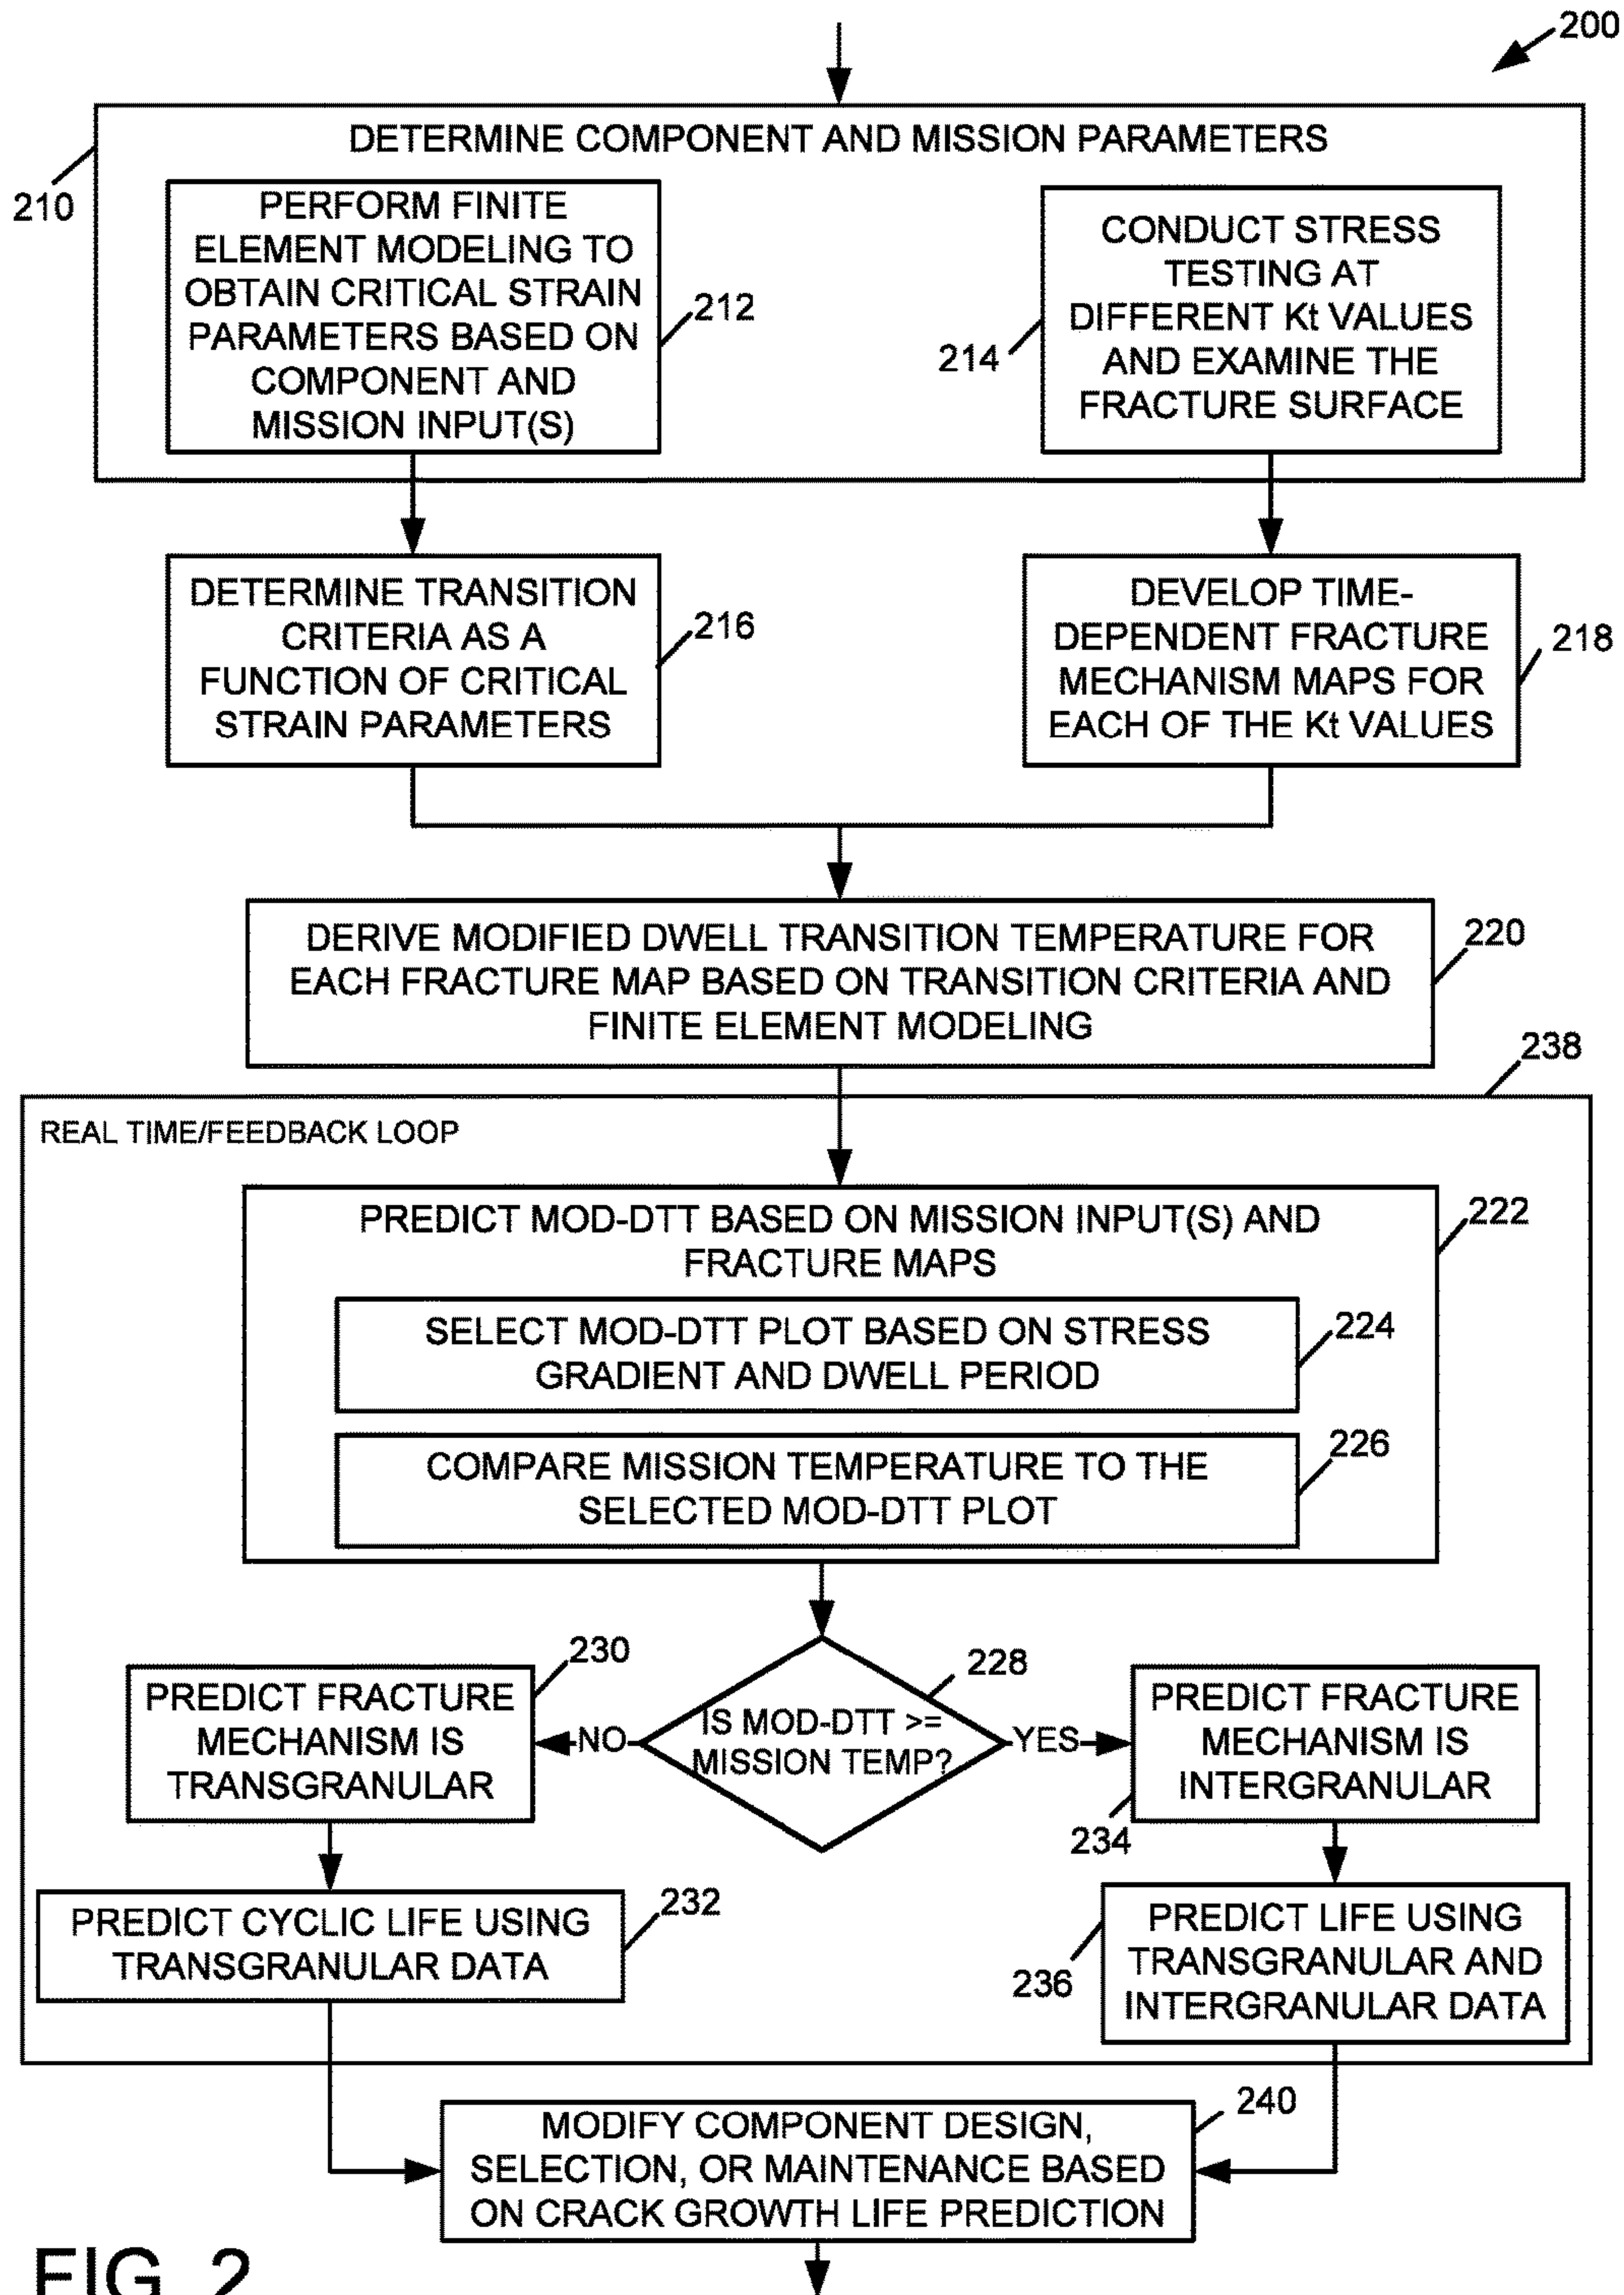 200
DETERMINE COMPONENT AND MISSION PARAMETERS
210
PERFORM FINITE
ELEMENT MODELING TO
OBTAIN CRITICAL STRAIN
PARAMETERS BASED ON
COMPONENT AND
MISSION INPUT(S)
212
CONDUCT STRESS
TESTING AT
DIFFERENT Kt VALUES
AND EXAMINE THE
FRACTURE SURFACE
214
DETERMINE TRANSITION
CRITERIA AS A
FUNCTION OF CRITICAL
STRAIN PARAMETERS
216
DEVELOP TIME-
DEPENDENT FRACTURE
MECHANISM MAPS FOR
EACH OF THE Kt VALUES
218
DERIVE MODIFIED DWELL TRANSITION TEMPERATURE FOR
EACH FRACTURE MAP BASED ON TRANSITION CRITERIA AND
FINITE ELEMENT MODELING
220
238
REAL TIME/FEEDBACK LOOP
PREDICT MOD-DTT BASED ON MISSION INPUT(S) AND
FRACTURE MAPS
222
SELECT MOD-DTT PLOT BASED ON STRESS
GRADIENT AND DWELL PERIOD
224
COMPARE MISSION TEMPERATURE TO THE
SELECTED MOD-DTT PLOT
226
IS MOD-DTT >=
MISSION TEMP?
228
NO
YES
PREDICT FRACTURE
MECHANISM IS
TRANSGRANULAR
230
PREDICT FRACTURE
MECHANISM IS
INTERGRANULAR
234
PREDICT CYCLIC LIFE USING
TRANSGRANULAR DATA
232
PREDICT LIFE USING
TRANSGRANULAR AND
INTERGRANULAR DATA
236
MODIFY COMPONENT DESIGN,
SELECTION, OR MAINTENANCE BASED
ON CRACK GROWTH LIFE PREDICTION
240
FIG. 2